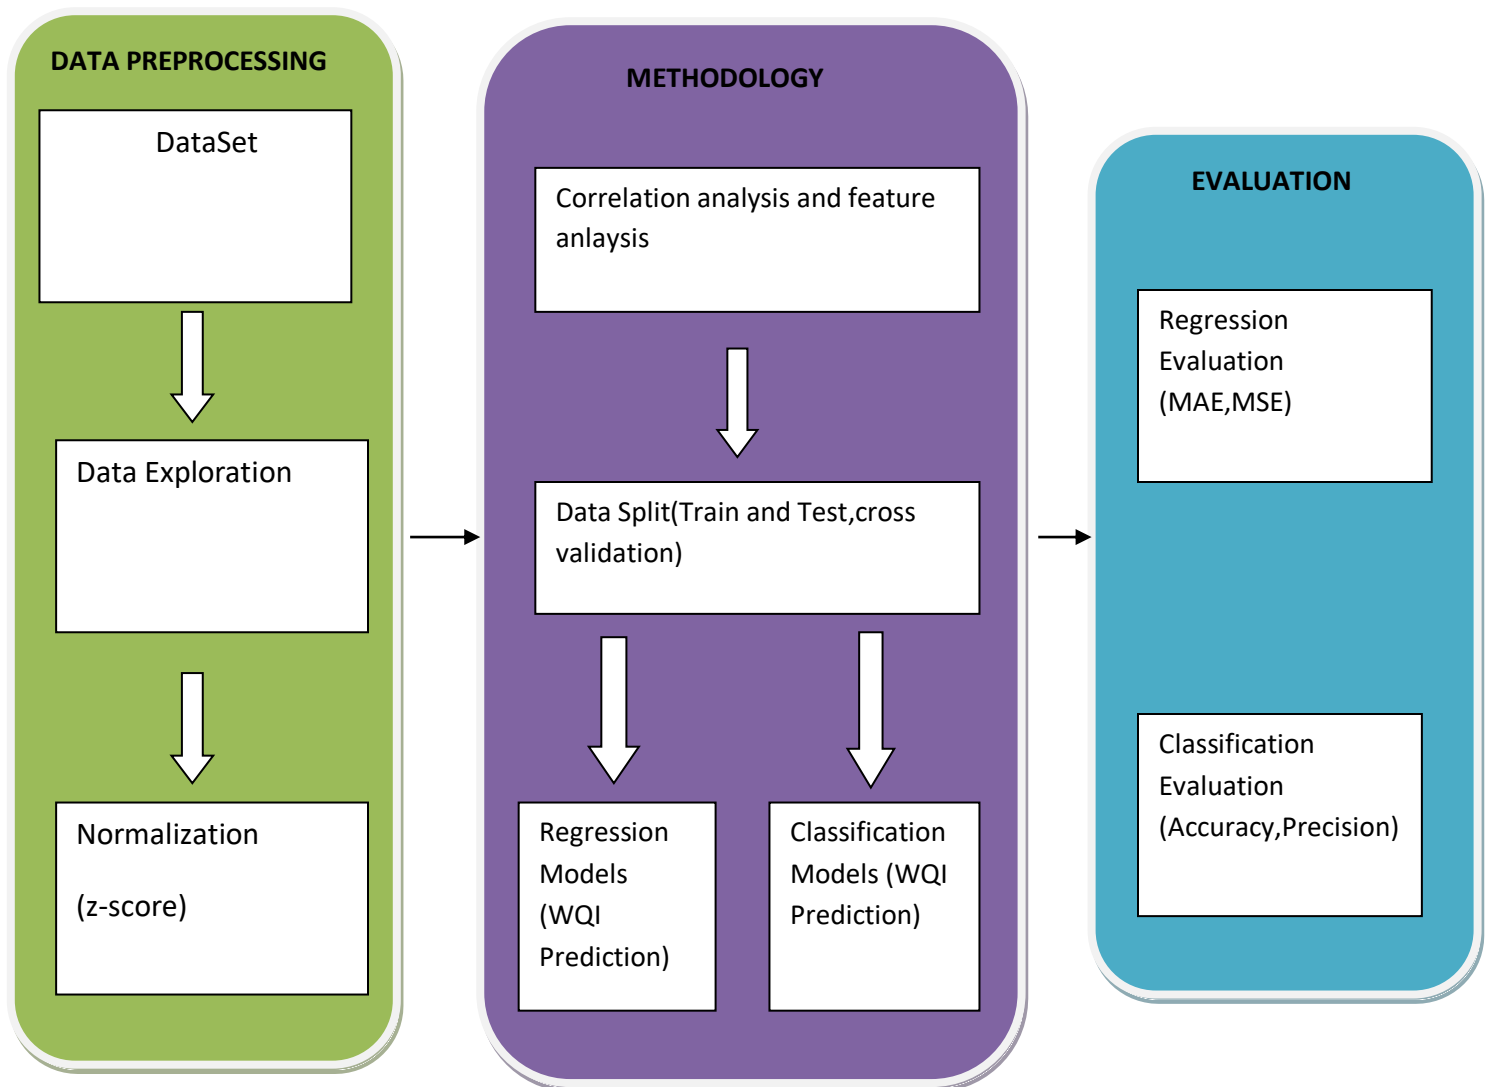 DATA PREPROCESSING
DataSet
Data Exploration
Normalization
(z-score)
METHODOLOGY
Correlation analysis and feature
anlaysis
Data Split(Train and Test,cross
validation)
Regression
Models
(WQI
Prediction)
Classification
Models (WQI
Prediction)
EVALUATION
Regression
Evaluation
(MAE,MSE)
Classification
Evaluation
(Accuracy,Precision)